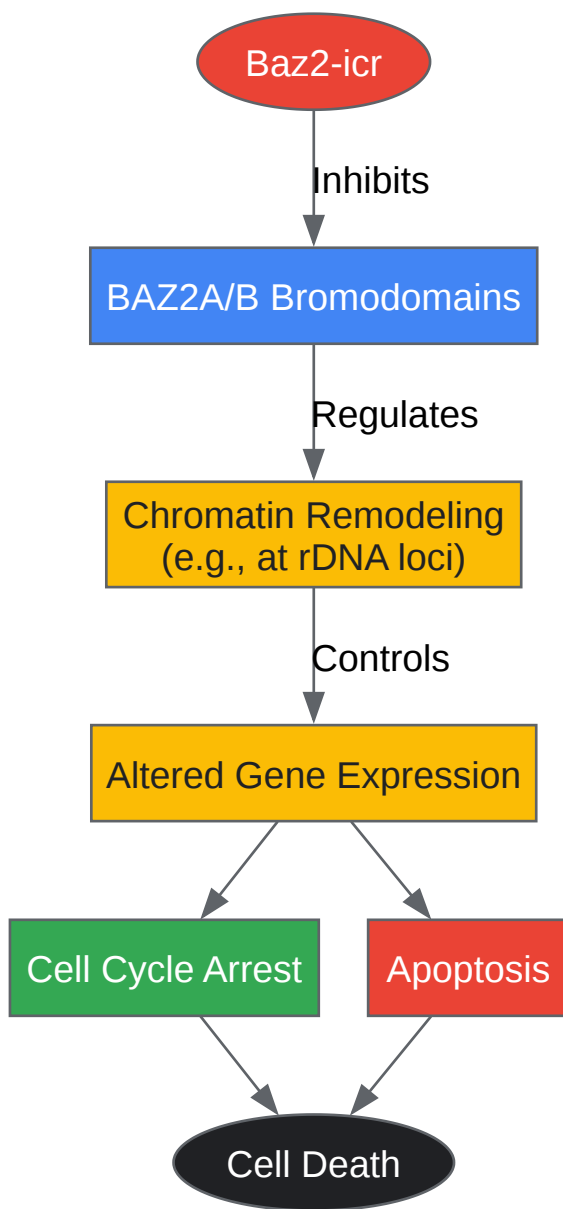 Baz2-icr
Inhibits
BAZ2A/B Bromodomains
Regulates
Chromatin Remodeling
(e.g., at rDNA loci)
Controls
Altered Gene Expression
Cell Cycle Arrest
Apoptosis
Cell Death